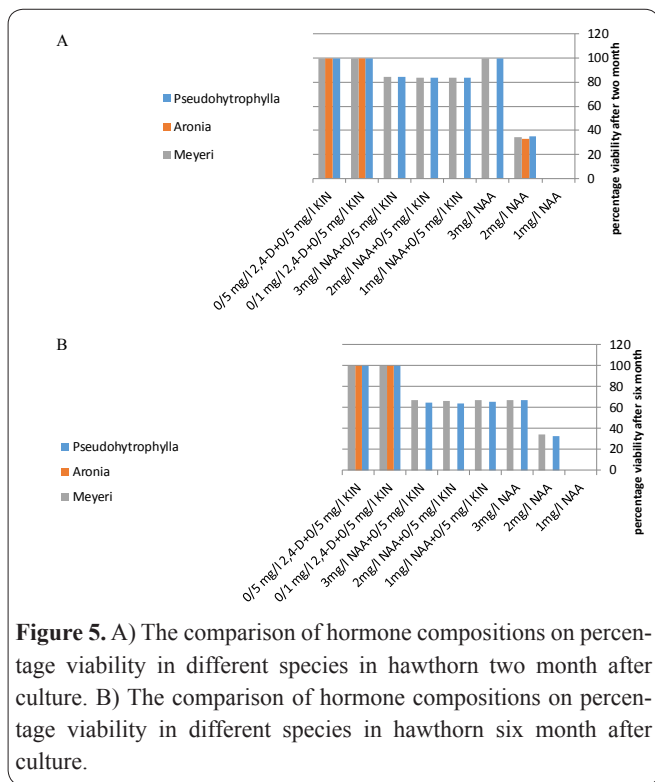 A
Pseudohytrophylla
Aronia
Meyeri
120
100
80
60
40
20
0
percentage viability after two month
0/5 mg/l 2,4-D+0/5 mg/l KIN
0/1 mg/l 2,4-D+0/5 mg/l KIN
3mg/l NAA+0/5 mg/l KIN
2mg/l NAA+0/5 mg/l KIN
1mg/l NAA+0/5 mg/l KIN
3mg/l NAA
2mg/l NAA
1mg/l NAA
B
Pseudohytrophylla
Aronia
Meyeri
120
100
80
60
40
20
0
percentage viability after six month
0/5 mg/l 2,4-D+0/5 mg/l KIN
0/1 mg/l 2,4-D+0/5 mg/l KIN
3mg/l NAA+0/5 mg/l KIN
2mg/l NAA+0/5 mg/l KIN
1mg/l NAA+0/5 mg/l KIN
3mg/l NAA
2mg/l NAA
1mg/l NAA
Figure 5. A) The comparison of hormone compositions on percen-
tage viability in different species in hawthorn two month after
culture. B) The comparison of hormone compositions on percen-
tage viability in different species in hawthorn six month after
culture.